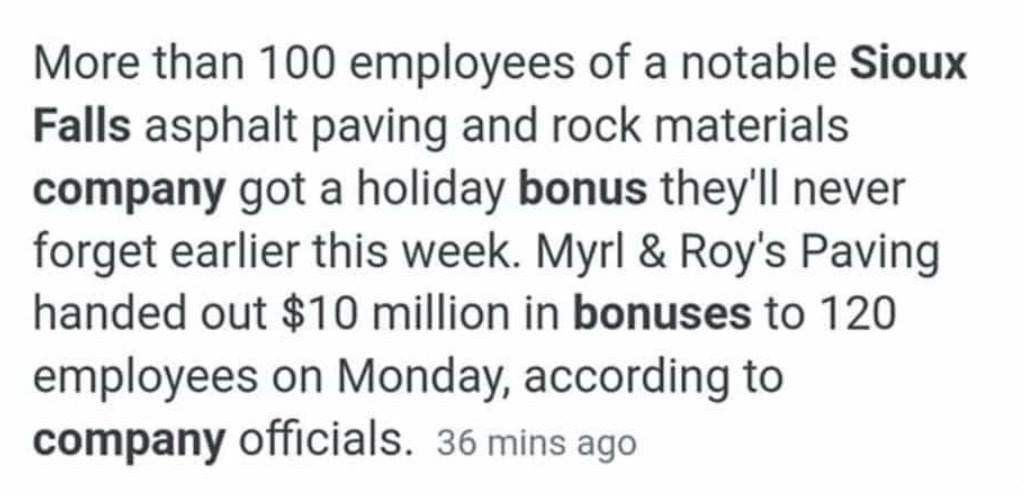 More than 100 employees of a notable Sioux
Falls asphalt paving and rock materials
company got a holiday bonus they'll never
forget earlier this week. Myrl & Roy's Paving
handed out $10 million in bonuses to 120
employees on Monday, according to
company officials. 36 mins ago